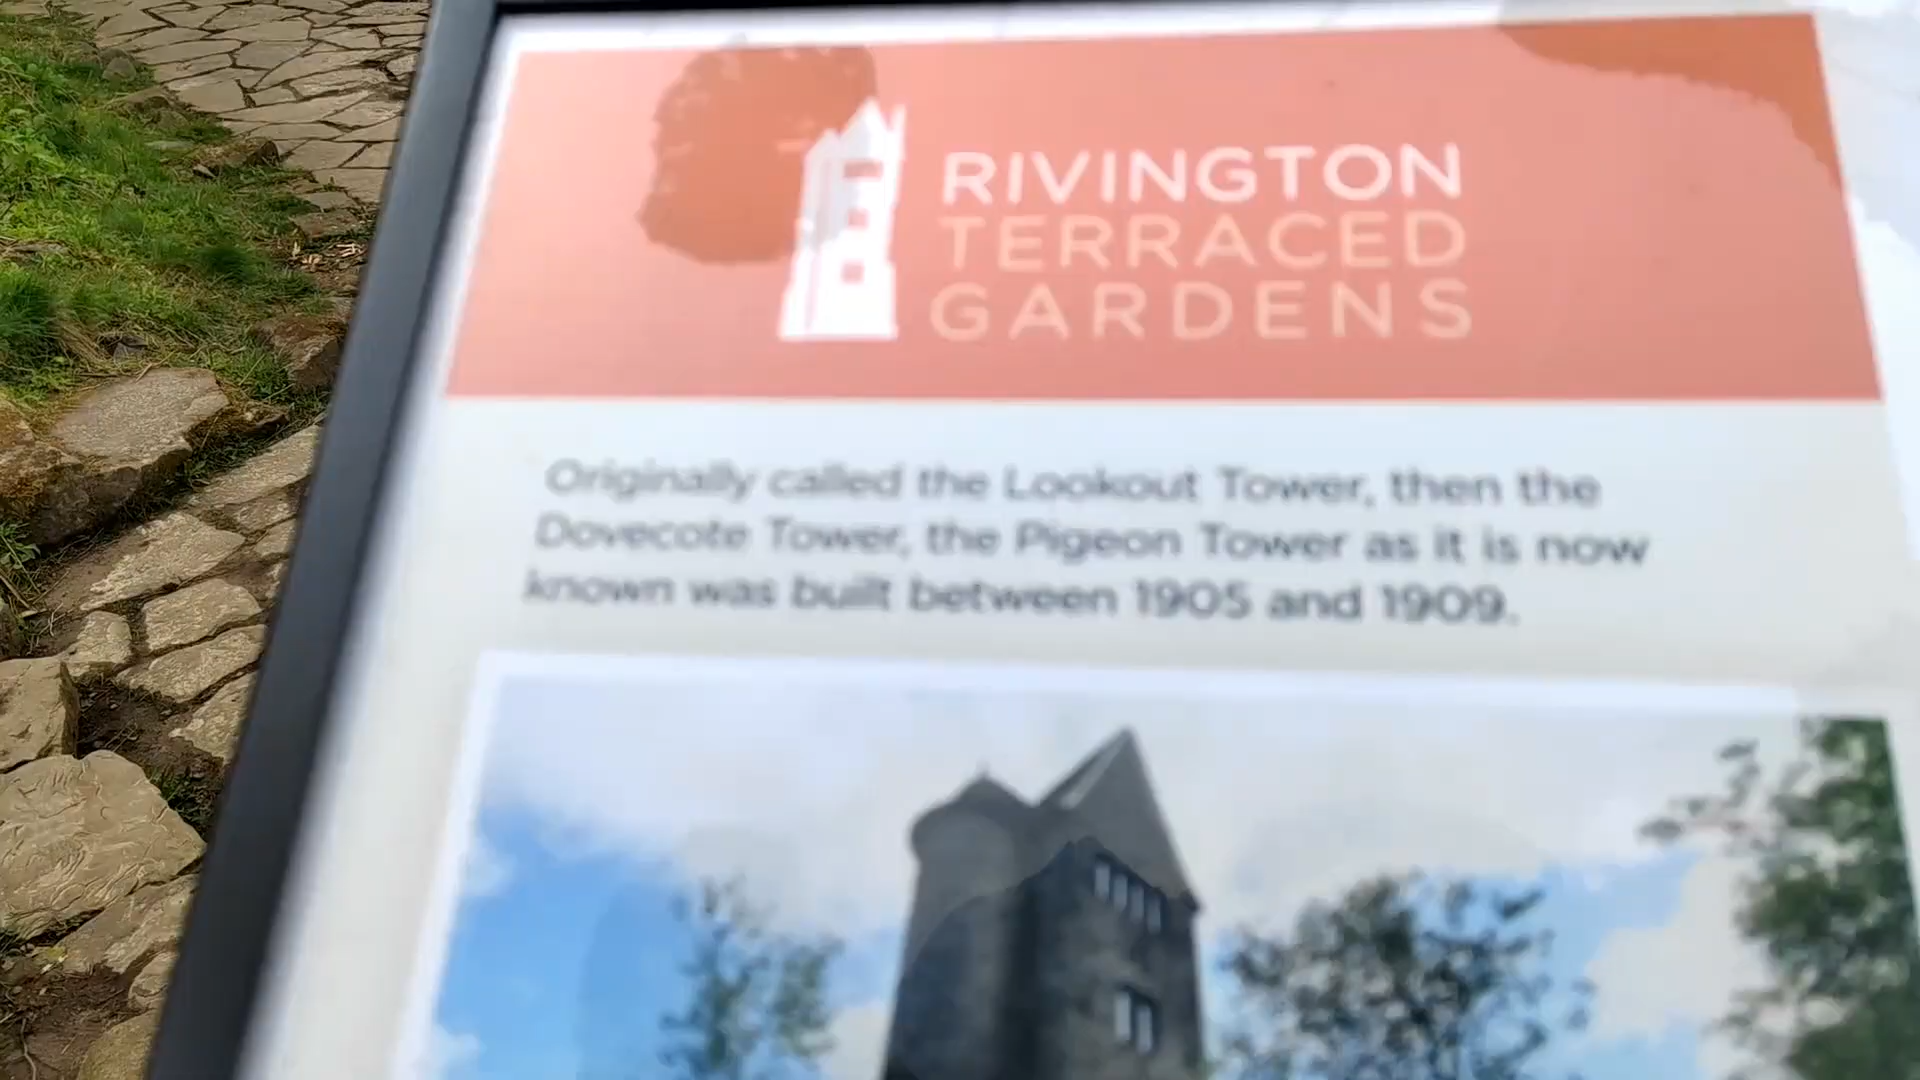 RIVINGTON
TERRACED
GARDENS
Originally called the Lookout Tower, then the
Dovecote Tower, the Pigeon Tower as it is now
known was built between 1905 and 1909.